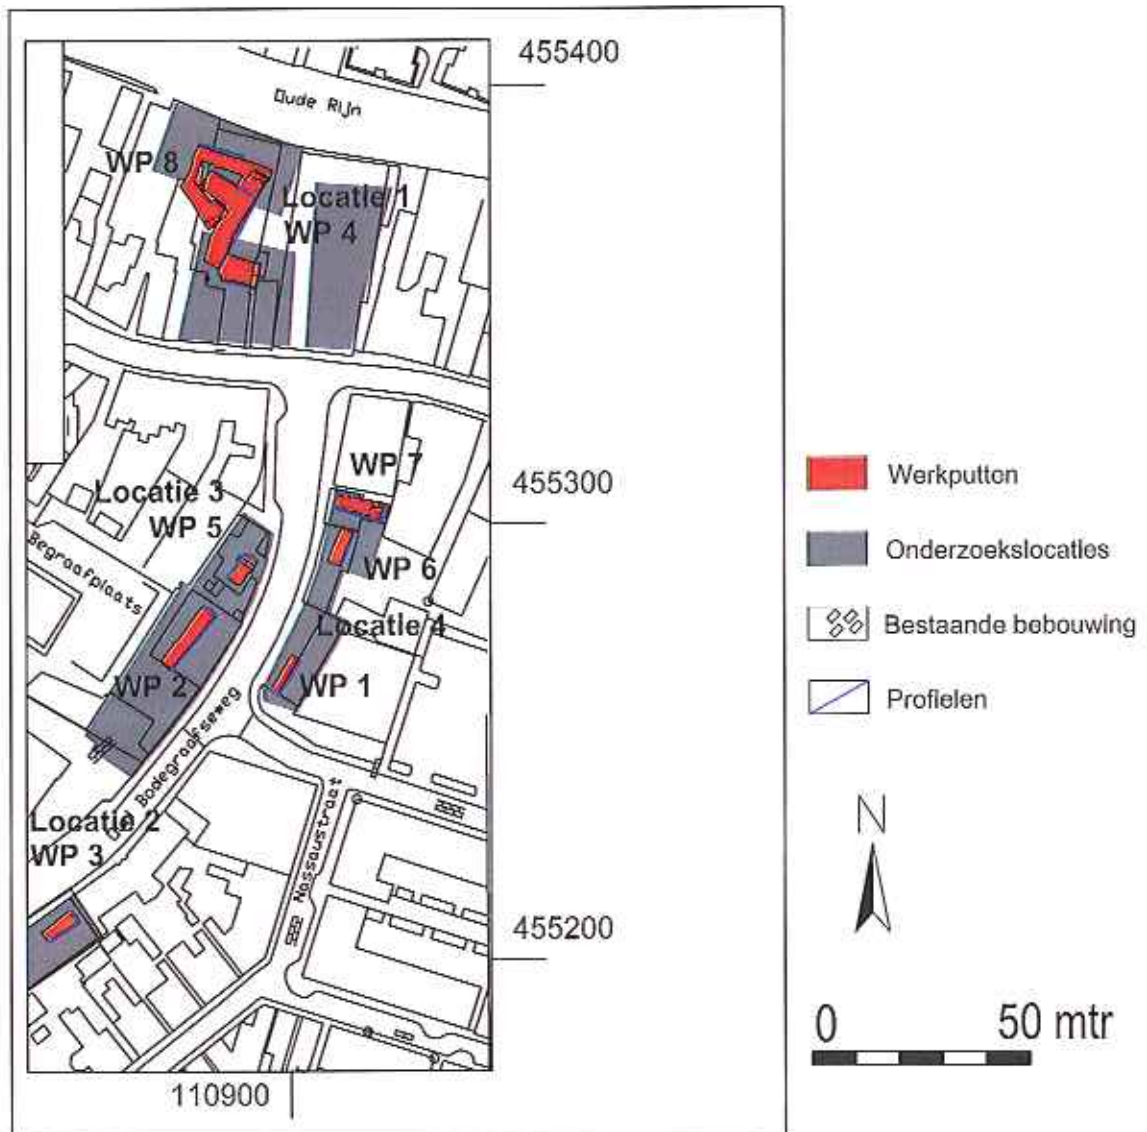 455400
Oude Rijn
WP 8
Locatie 1
WP 4
WP 7
455300
Locatie 3
WP 5
Begraafplaats
WP 6
Locatie 4
WP 2
WP 1
Bodegraafseweg
Locatie 2
WP 3
Nassaustraat
455200
110900
Werkputten
Onderzoekslocaties
Bestaande bebouwing
Profielen
N
0 50 mtr